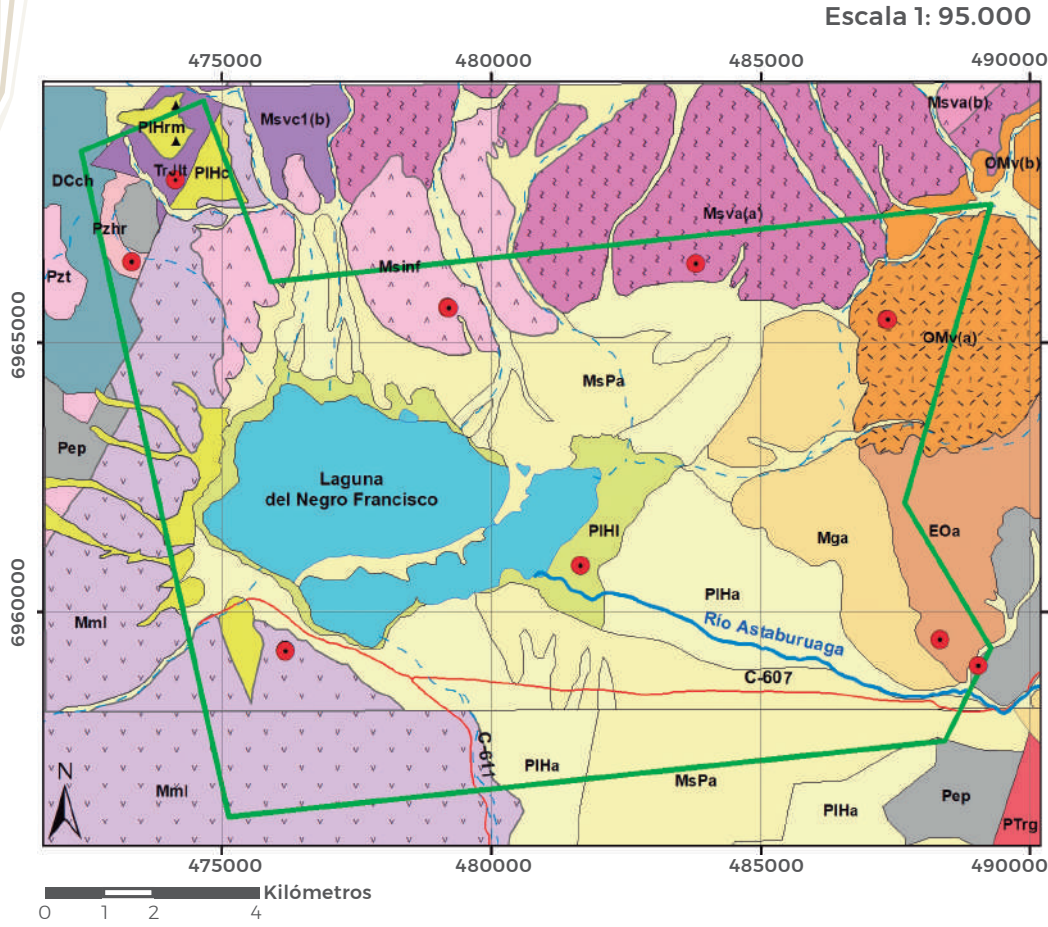 Escala 1: 95.000
475000
480000
485000
490000
Msva(b)
PlHrm
Msvc1(b)
OMv(b)
TrJlt
PlHc
DCch
Msva(a)
Pzhr
Msinf
Pzt
6965000
OMv(a)
MsPa
Pep
Laguna
del Negro Francisco
PlHl
EOa
Mga
PlHa
6960000
Mml
Río Astaburuaga
C-607
C-611
PlHa
MsPa
N
Mml
PlHa
Pep
PTrg
475000
480000
485000
490000
Kilómetros
0 1 2 4